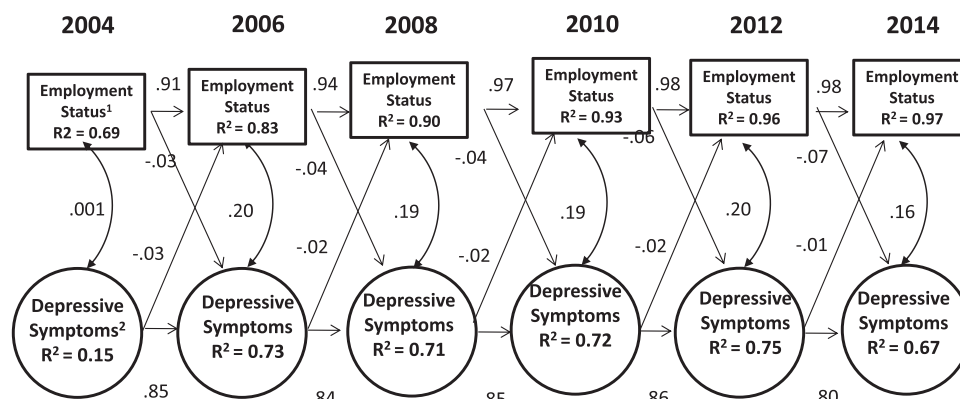 2004 2006 2008 2010 2012 2014
Employment
Status¹
R2 = 0.69
.91
Employment
Status
R² = 0.83
.94
Employment
Status
R² = 0.90
.97
Employment
Status
R² = 0.93
.98
Employment
Status
R² = 0.96
.98
Employment
Status
R² = 0.97
-.03
-.04
-.04
-.06
-.07
.001
.20
.19
.19
.20
.16
-.03
-.02
-.02
-.02
-.01
Depressive
Symptoms²
R² = 0.15
Depressive
Symptoms
R² = 0.73
Depressive
Symptoms
R² = 0.71
Depressive
Symptoms
R² = 0.72
Depressive
Symptoms
R² = 0.75
Depressive
Symptoms
R² = 0.67
.85
.84
.85
.86
.80